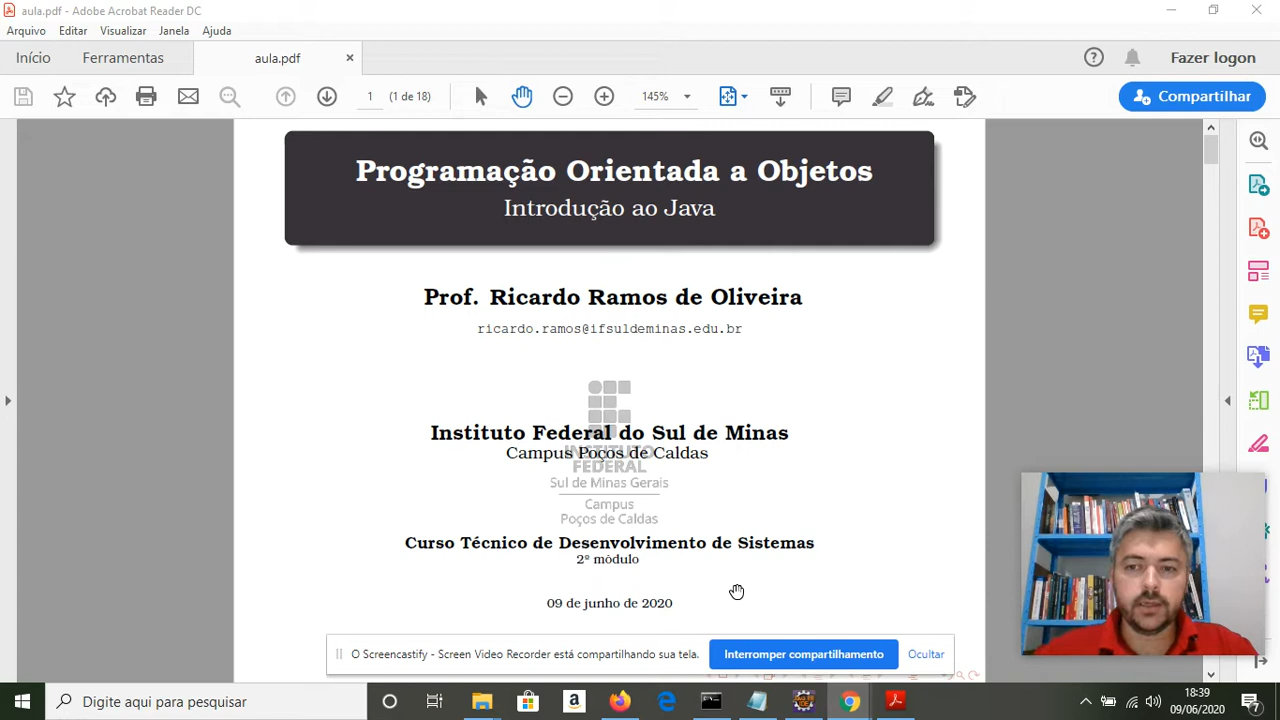 aula.pdf - Adobe Acrobat Reader DC
Arquivo Editar Visualizar Janela Ajuda
Início Ferramentas aula.pdf × Fazer logon
1 (1 de 18) 145% Compartilhar
Programação Orientada a Objetos
Introdução ao Java
Prof. Ricardo Ramos de Oliveira
ricardo.ramos@ifsuldeminas.edu.br
Instituto Federal do Sul de Minas
Campus Poços de Caldas
INSTITUTO
FEDERAL
Sul de Minas Gerais
Campus
Poços de Caldas
Curso Técnico de Desenvolvimento de Sistemas
2º módulo
09 de junho de 2020
O Screencastify - Screen Video Recorder está compartilhando sua tela. Interromper compartilhamento Ocultar
Digite aqui para pesquisar
18:39
09/06/2020
7